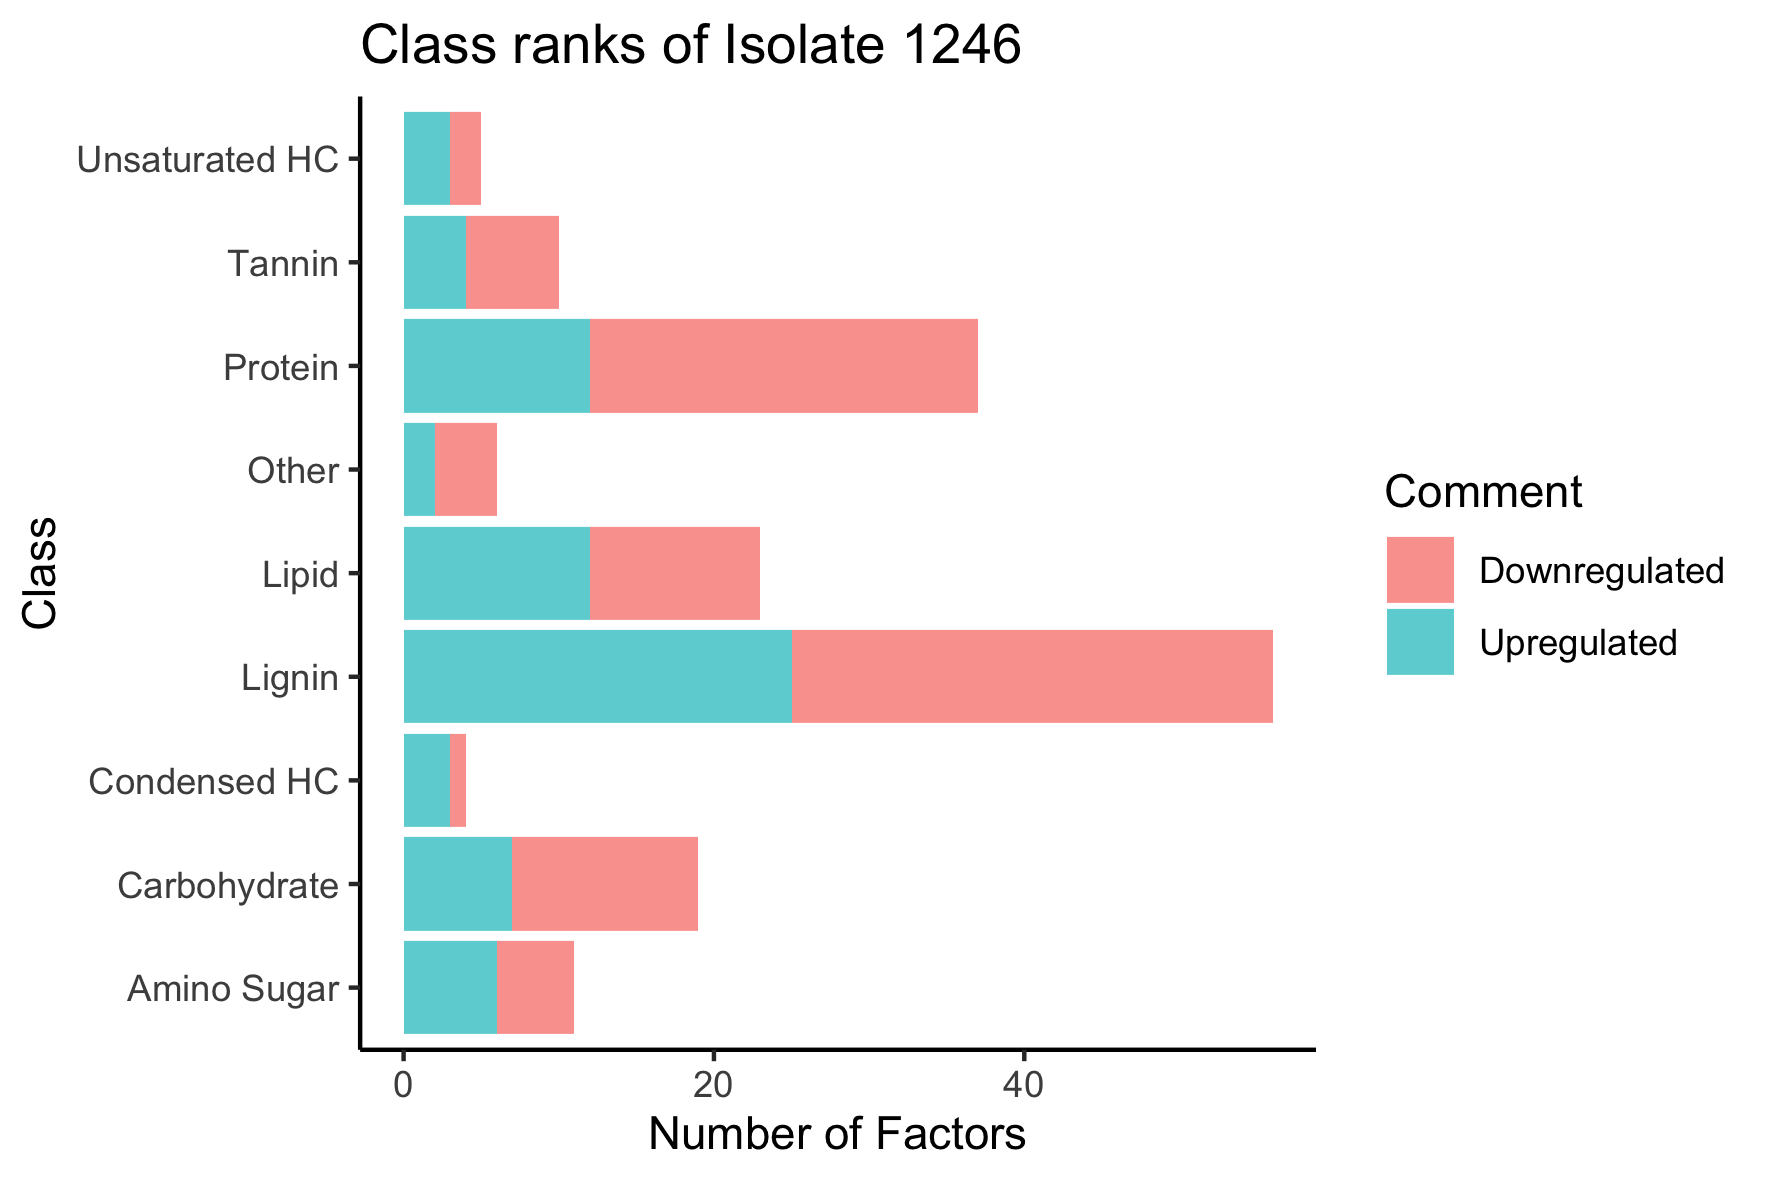 Class ranks of Isolate 1246
Unsaturated HC
Tannin
Protein
Other
Lipid
Lignin
Condensed HC
Carbohydrate
Amino Sugar
Class
0 20 40
Number of Factors
Comment
Downregulated
Upregulated